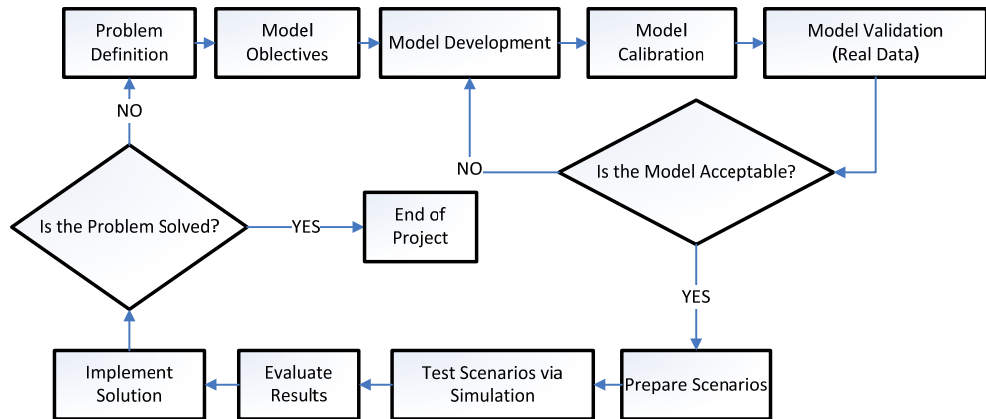 Problem
Definition
Model
Obectives
Model Development
Model
Calibration
Model Validation
(Real Data)
NO
NO
Is the Model Acceptable?
Is the Problem Solved?
YES
End of
Project
YES
Implement
Solution
Evaluate
Results
Test Scenarios via
Simulation
Prepare Scenarios